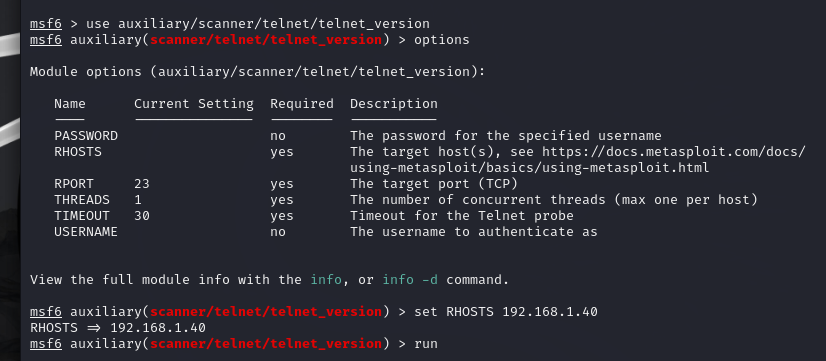 msf6 > use auxiliary/scanner/telnet/telnet_version
msf6 auxiliary(scanner/telnet/telnet_version) > options
Module options (auxiliary/scanner/telnet/telnet_version):
Name Current Setting Required Description
---- --------------- -------- -----------
PASSWORD no The password for the specified username
RHOSTS yes The target host(s), see https://docs.metasploit.com/docs/
using-metasploit/basics/using-metasploit.html
RPORT 23 yes The target port (TCP)
THREADS 1 yes The number of concurrent threads (max one per host)
TIMEOUT 30 yes Timeout for the Telnet probe
USERNAME no The username to authenticate as
View the full module info with the info, or info -d command.
msf6 auxiliary(scanner/telnet/telnet_version) > set RHOSTS 192.168.1.40
RHOSTS => 192.168.1.40
msf6 auxiliary(scanner/telnet/telnet_version) > run